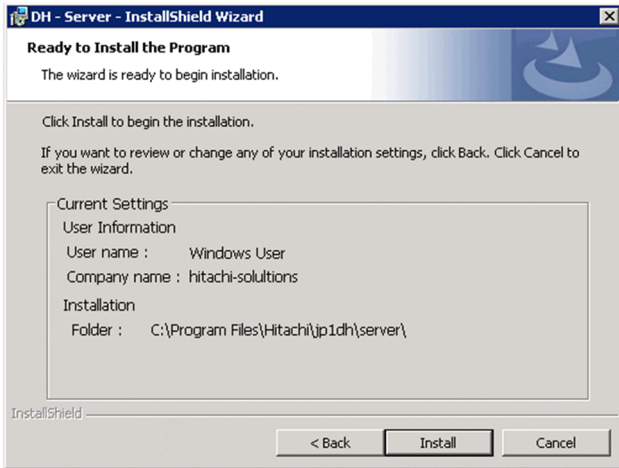 DH - Server - InstallShield Wizard
Ready to Install the Program
The wizard is ready to begin installation.
Click Install to begin the installation.
If you want to review or change any of your installation settings, click Back. Click Cancel to
exit the wizard.
Current Settings
User Information
User name : Windows User
Company name : hitachi-solultions
Installation
Folder : C:\Program Files\Hitachi\jp1dh\server\
InstallShield
< Back Install Cancel